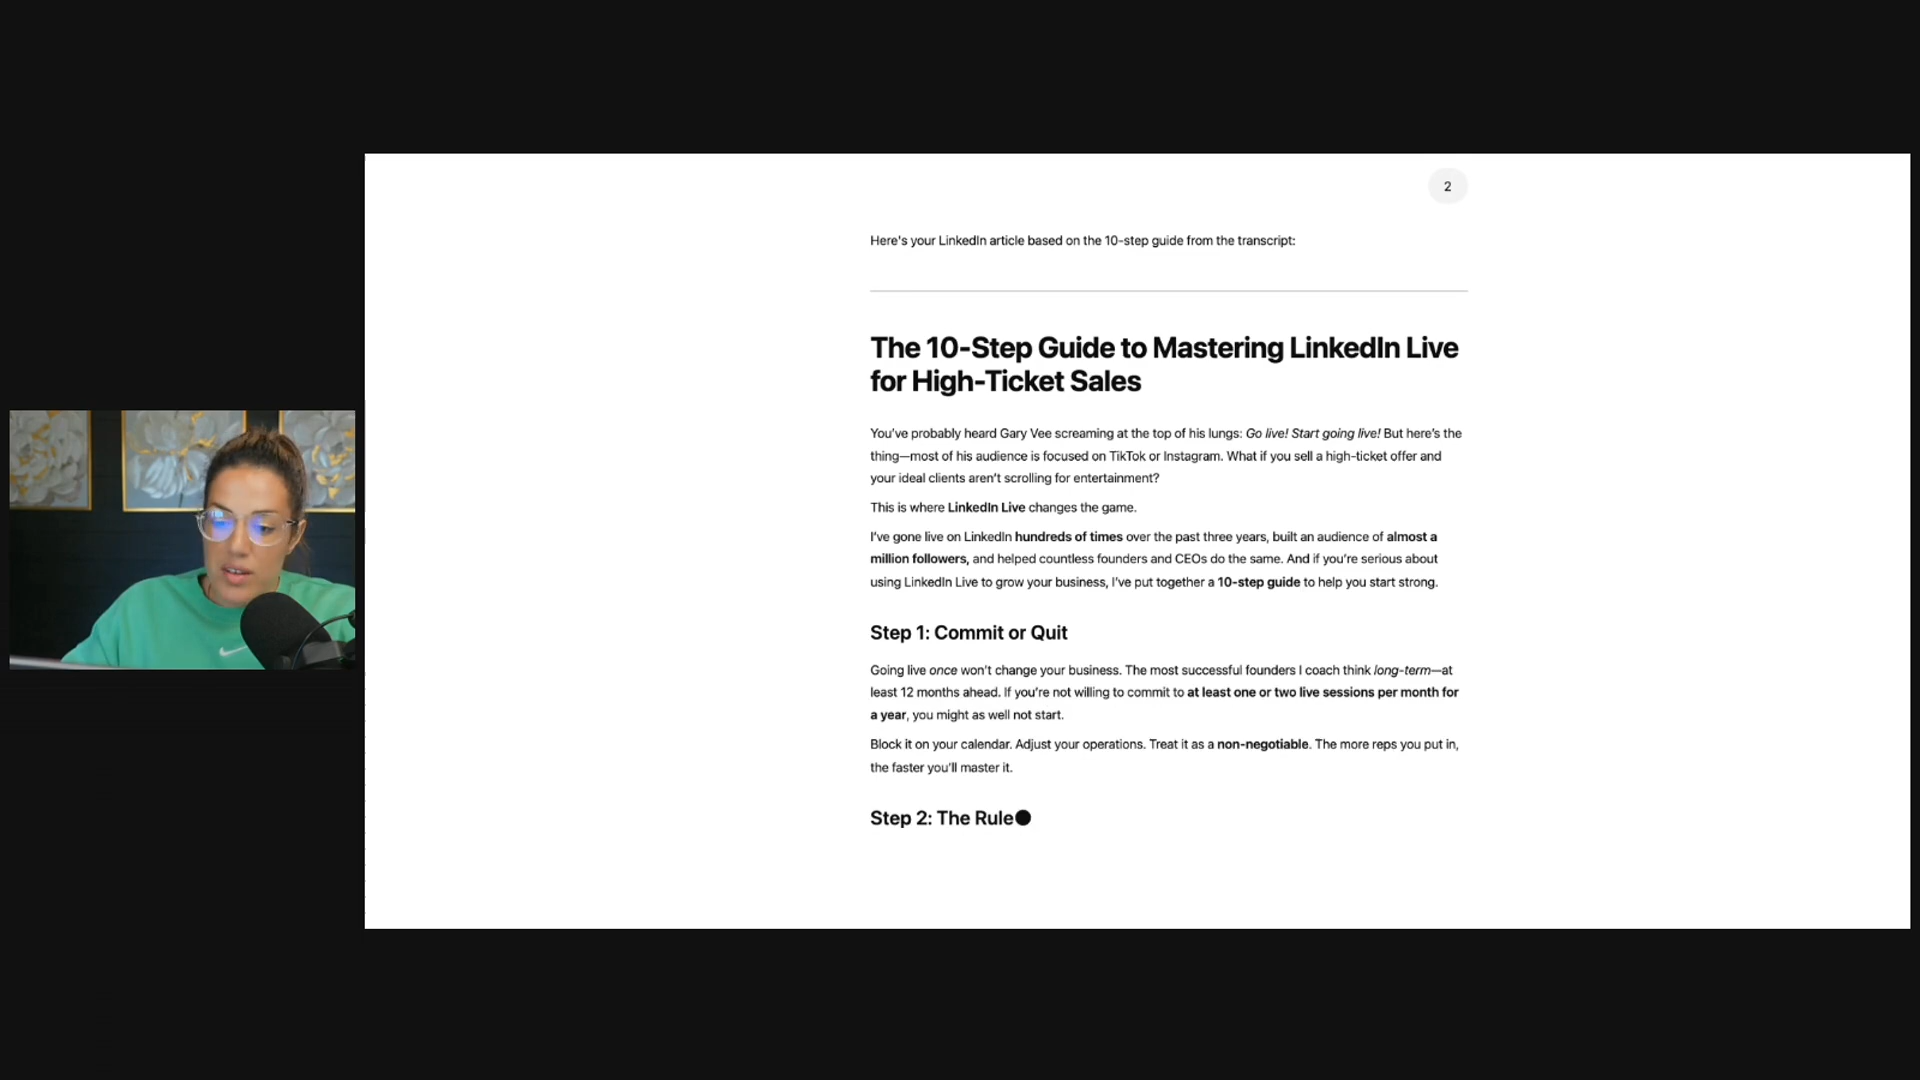 2
Here's your LinkedIn article based on the 10-step guide from the transcript:
The 10-Step Guide to Mastering LinkedIn Live
for High-Ticket Sales
You’ve probably heard Gary Vee screaming at the top of his lungs: Go live! Start going live! But here’s the
thing—most of his audience is focused on TikTok or Instagram. What if you sell a high-ticket offer and
your ideal clients aren’t scrolling for entertainment?
This is where LinkedIn Live changes the game.
I’ve gone live on LinkedIn hundreds of times over the past three years, built an audience of almost a
million followers, and helped countless founders and CEOs do the same. And if you’re serious about
using LinkedIn Live to grow your business, I’ve put together a 10-step guide to help you start strong.
Step 1: Commit or Quit
Going live once won’t change your business. The most successful founders I coach think long-term—at
least 12 months ahead. If you’re not willing to commit to at least one or two live sessions per month for
a year, you might as well not start.
Block it on your calendar. Adjust your operations. Treat it as a non-negotiable. The more reps you put in,
the faster you’ll master it.
Step 2: The Rule